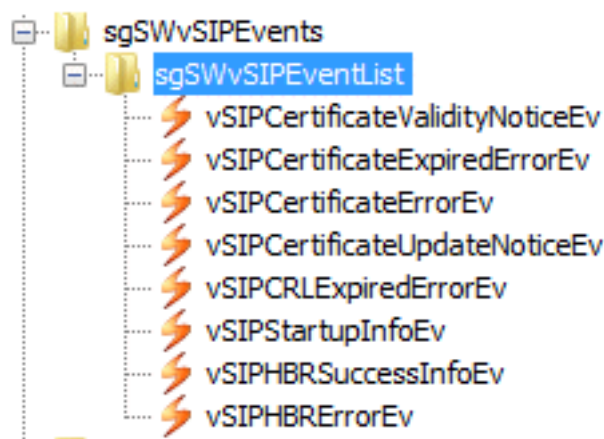 sgSWvSIPEvents
sgSWvSIPEventList
vSIPCertificateValidityNoticeEv
vSIPCertificateExpiredErrorEv
vSIPCertificateErrorEv
vSIPCertificateUpdateNoticeEv
vSIPCRLExpiredErrorEv
vSIPStartupInfoEv
vSIPHBRSuccessInfoEv
vSIPHBRErrorEv